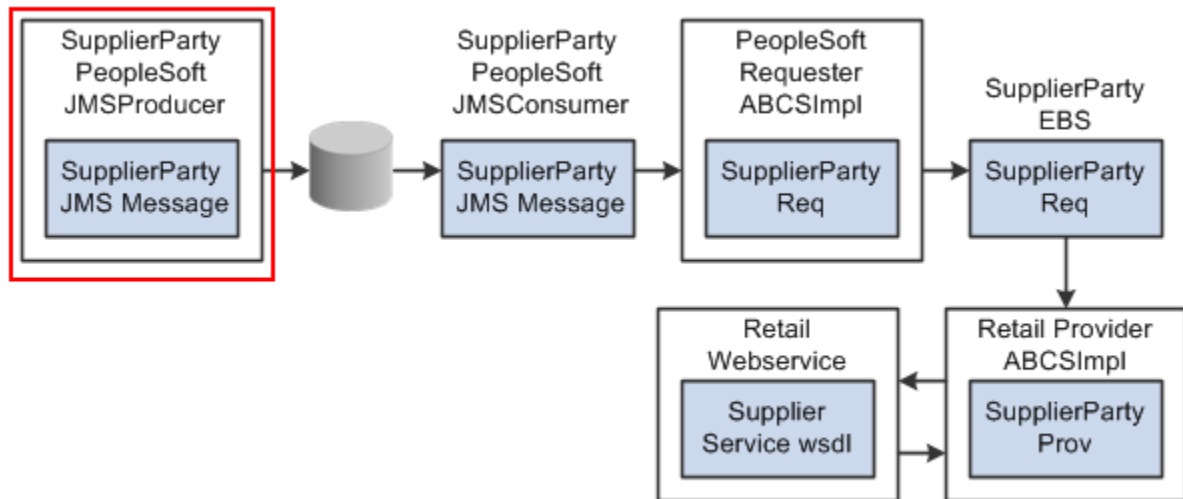 SupplierParty
PeopleSoft
JMSProducer
SupplierParty
JMS Message
SupplierParty
PeopleSoft
JMSConsumer
SupplierParty
JMS Message
PeopleSoft
Requester
ABCSImpl
SupplierParty
Req
SupplierParty
EBS
SupplierParty
Req
Retail
Webservice
Supplier
Service wsdl
Retail Provider
ABCSImpl
SupplierParty
Prov